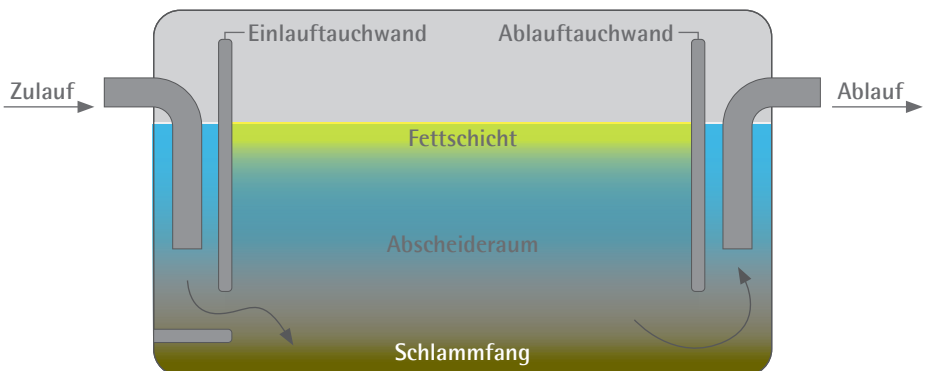 Einlauftauchwand
Ablauftauchwand
Zulauf
Ablauf
Fettschicht
Abscheideraum
Schlammfang